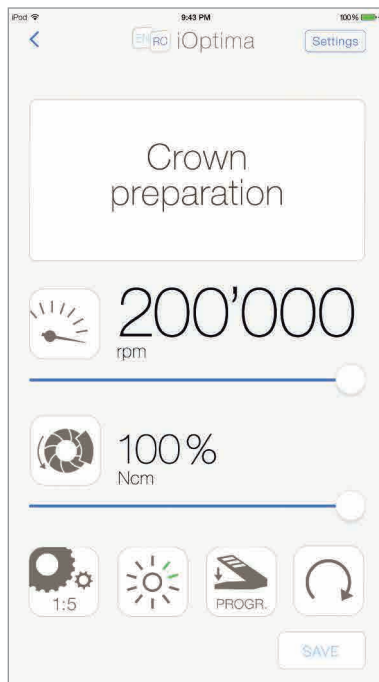 iPod 9:43 PM 100%
EN RC iOptima Settings
Crown
preparation
200’000
rpm
100%
Ncm
1:5 PROGR.
SAVE